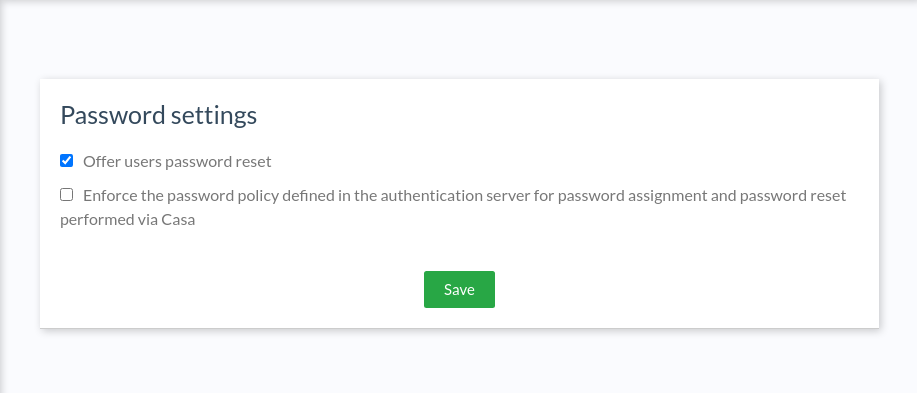 Password settings
Offer users password reset
Enforce the password policy defined in the authentication server for password assignment and password reset
performed via Casa
Save